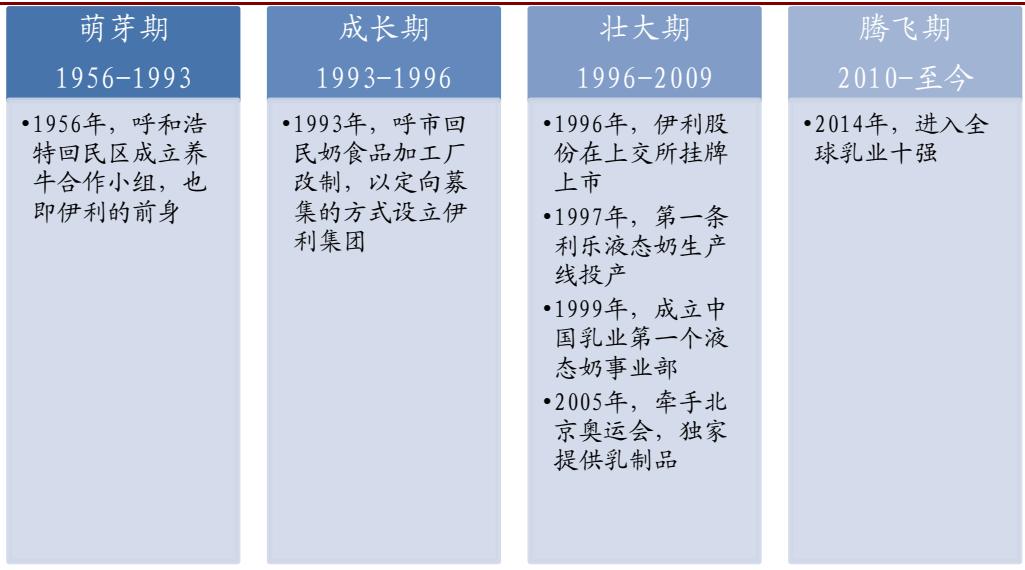 萌芽期
1956-1993
•1956年，呼和浩
特回民区成立养
牛合作小组，也
即伊利的前身
成长期
1993-1996
•1993年，呼市回
民奶食品加工厂
改制，以定向募
集的方式设立伊
利集团
壮大期
1996-2009
•1996年，伊利股
份在上交所挂牌
上市
•1997年，第一条
利乐液态奶生产
线投产
•1999年，成立中
国乳业第一个液
态奶事业部
•2005年，牵手北
京奥运会，独家
提供乳制品
腾飞期
2010-至今
•2014年，进入全
球乳业十强